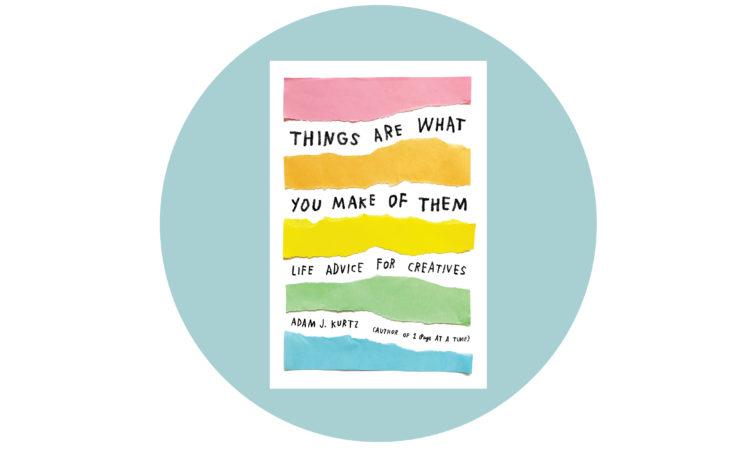 THINGS ARE WHAT
YOU MAKE OF THEM
LIFE ADVICE FOR CREATIVES
ADAM J. KURTZ (AUTHOR OF 1 Page AT A TIME)